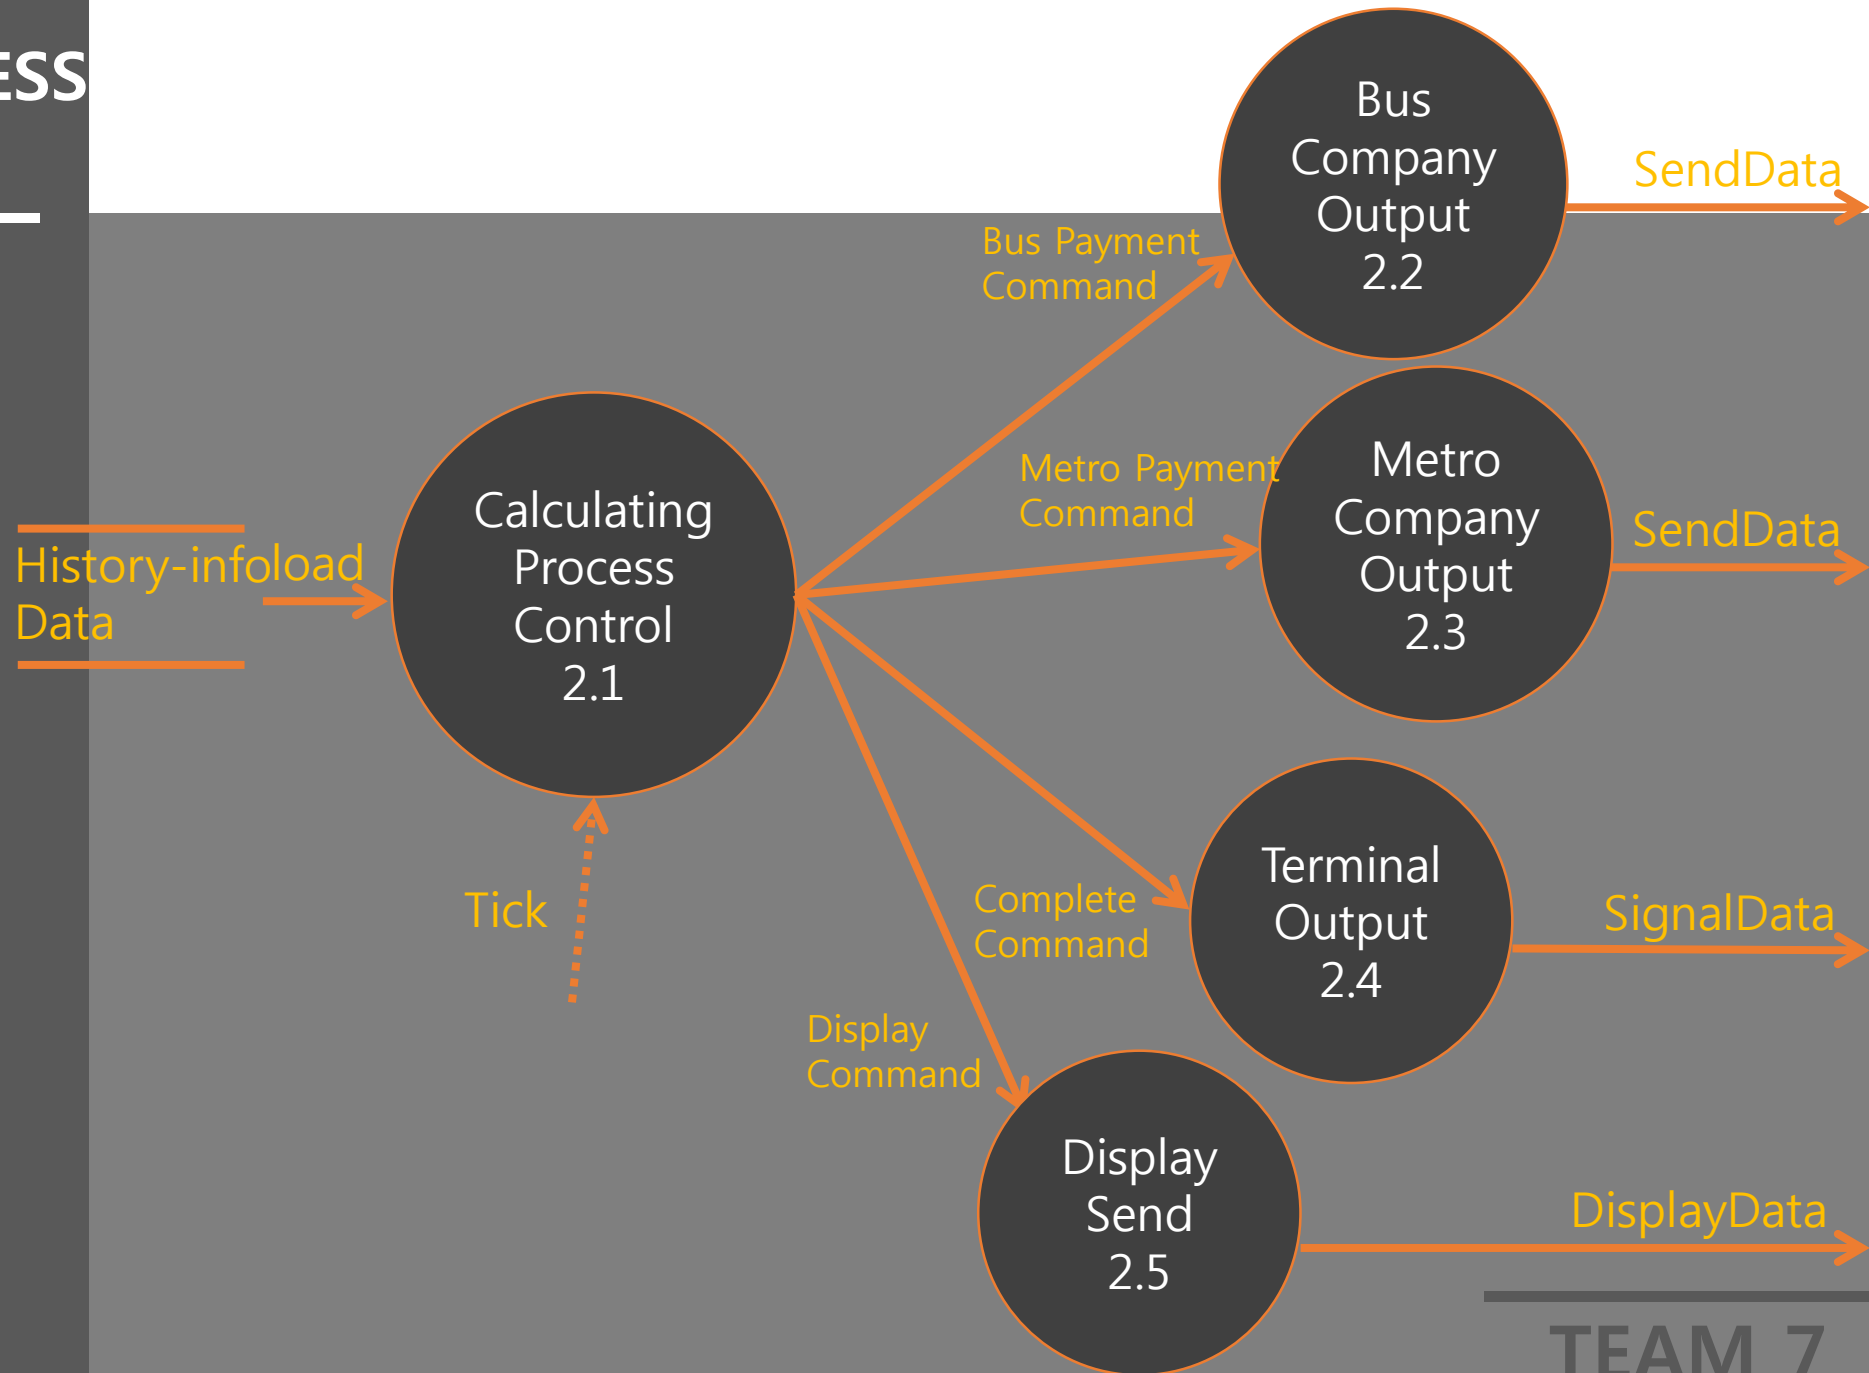 ESS
Bus
Company
Output
2.2
SendData
Bus Payment
Command
Metro
Company
Output
2.3
Metro Payment
Command
SendData
Calculating
Process
Control
2.1
History-infoload
Data
Tick
Terminal
Output
2.4
Complete
Command
SignalData
Display
Command
Display
Send
2.5
DisplayData
TEAM 7